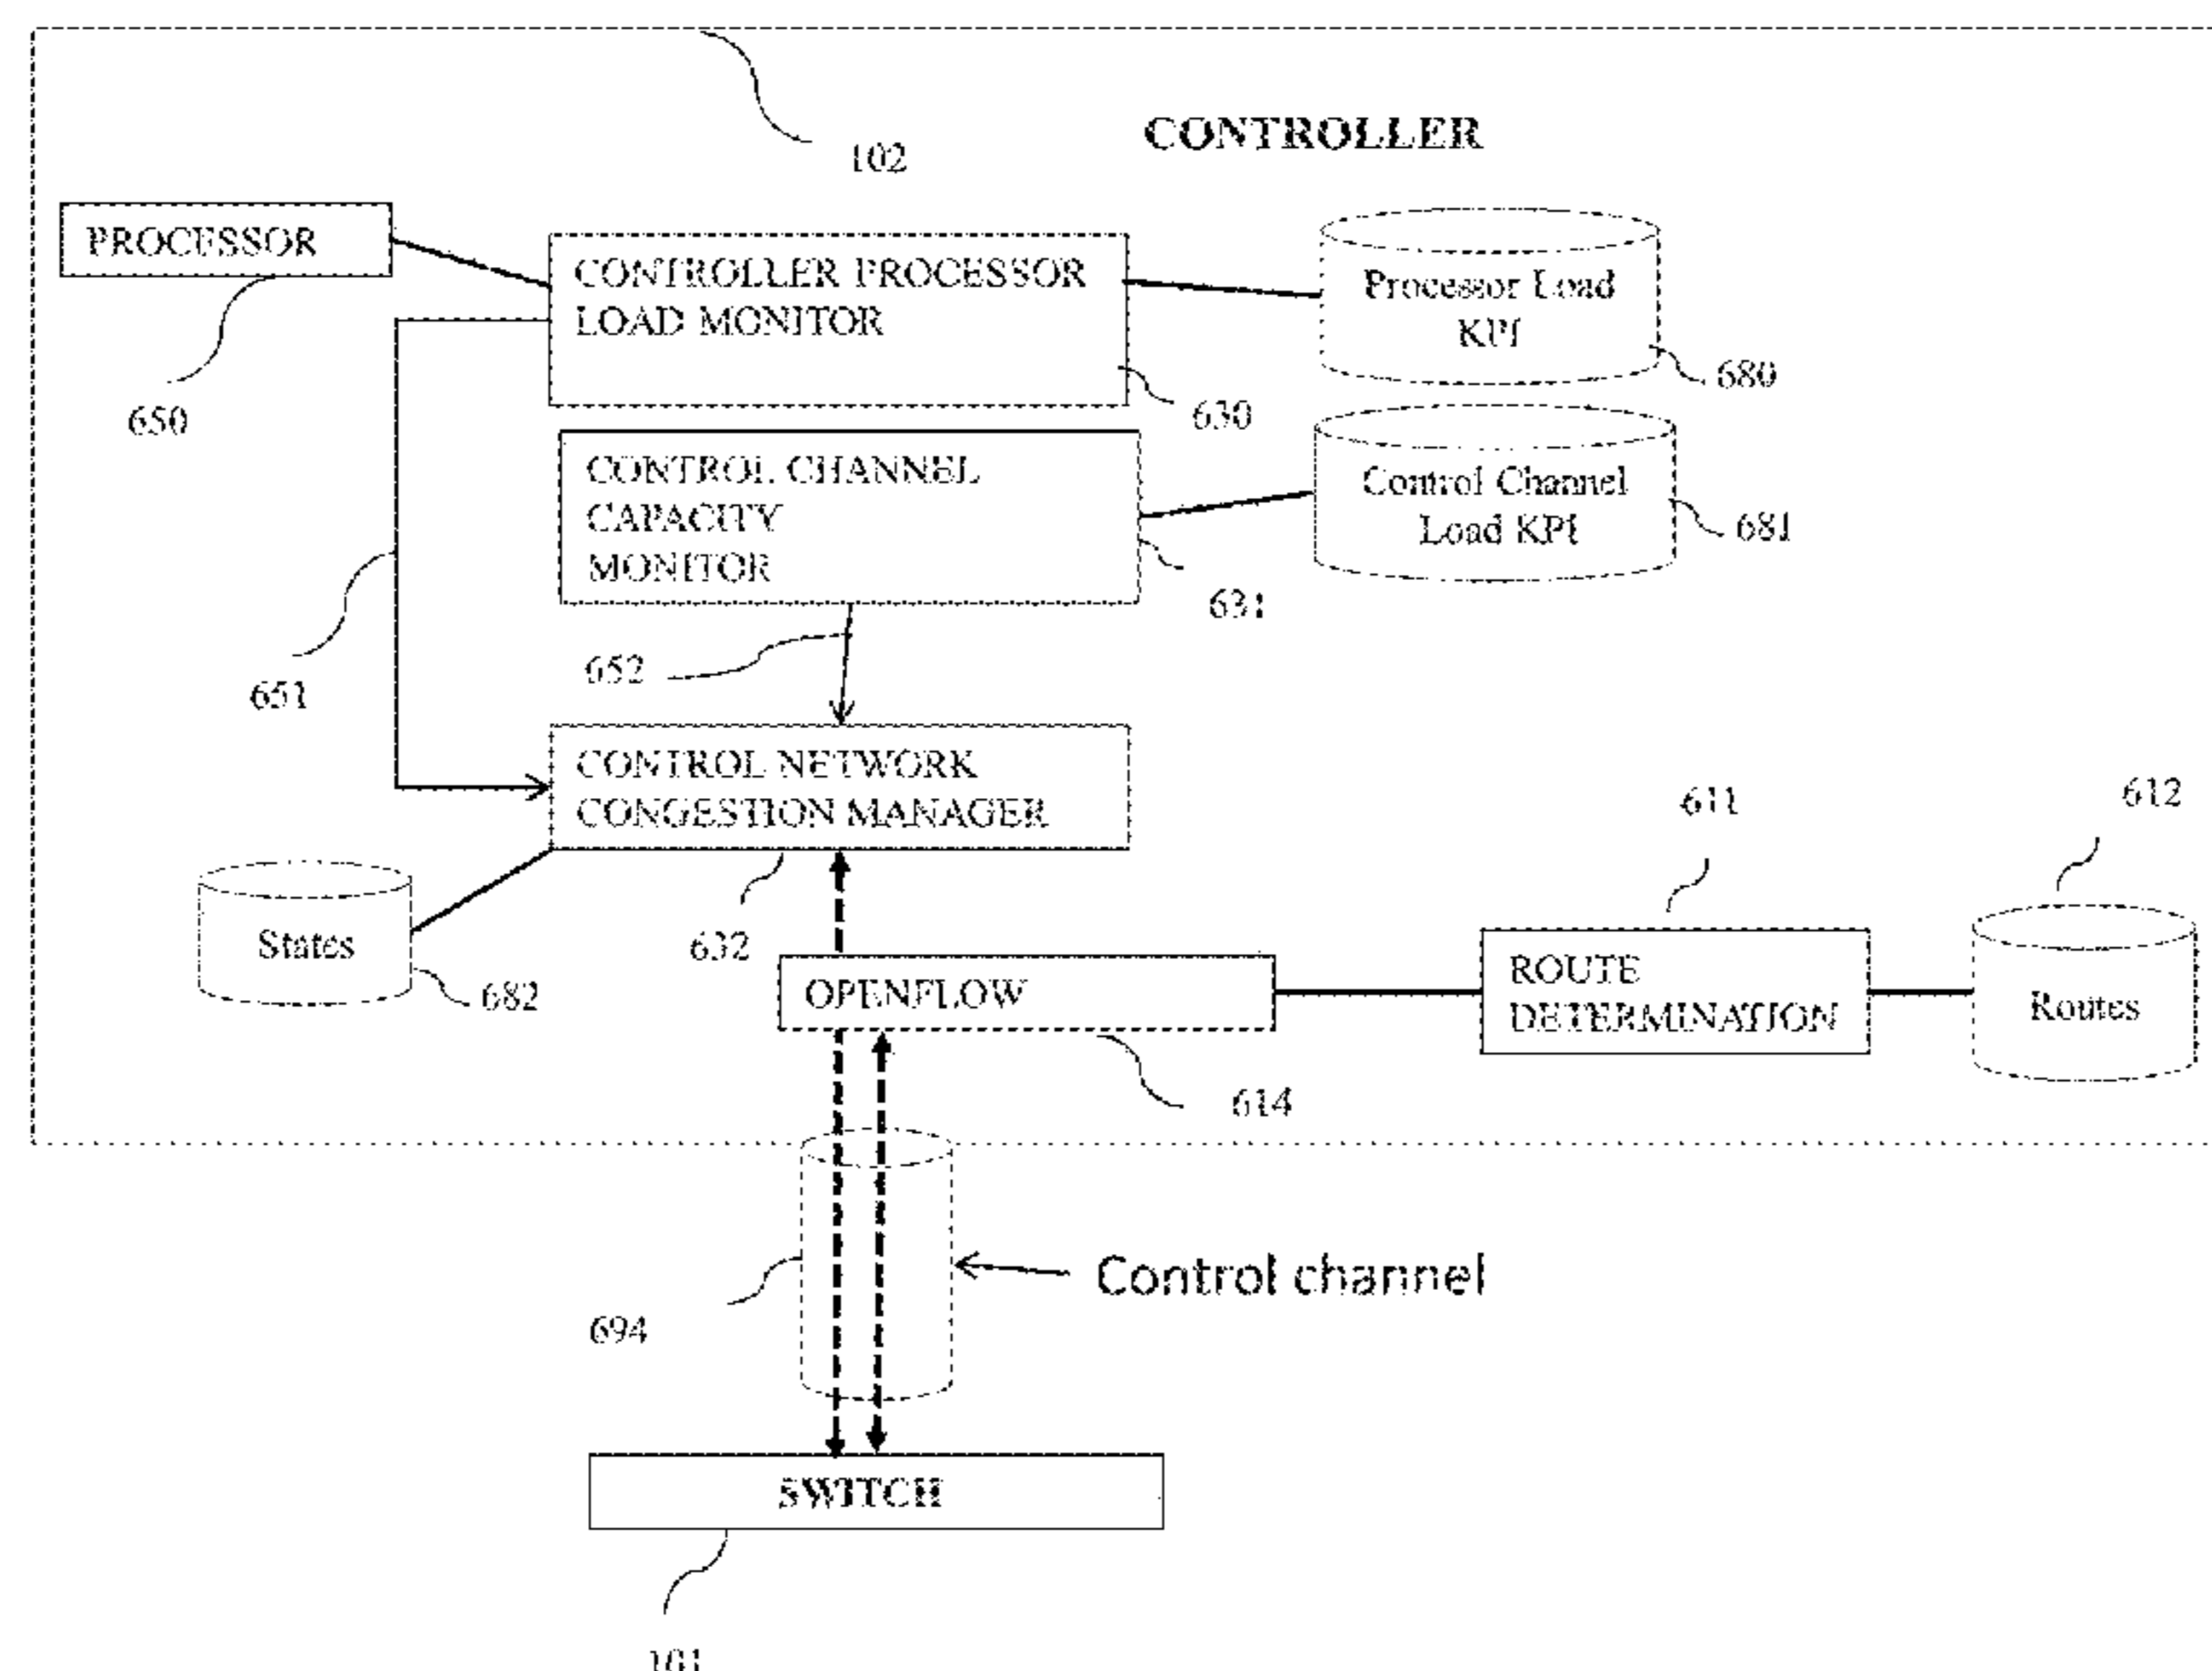 102
CONTROLLER
PROCESSOR
CONTROLLER PROCESSOR
LOAD MONITOR
Processor Load
KPI
680
650
630
CONTROL CHANNEL
CAPACITY
MONITOR
Control Channel
Load KPI
681
631
652
651
CONTROL NETWORK
CONGESTION MANAGER
611
612
States
632
682
OPENFLOW
ROUTE
DETERMINATION
Routes
614
Control channel
694
SWITCH
101